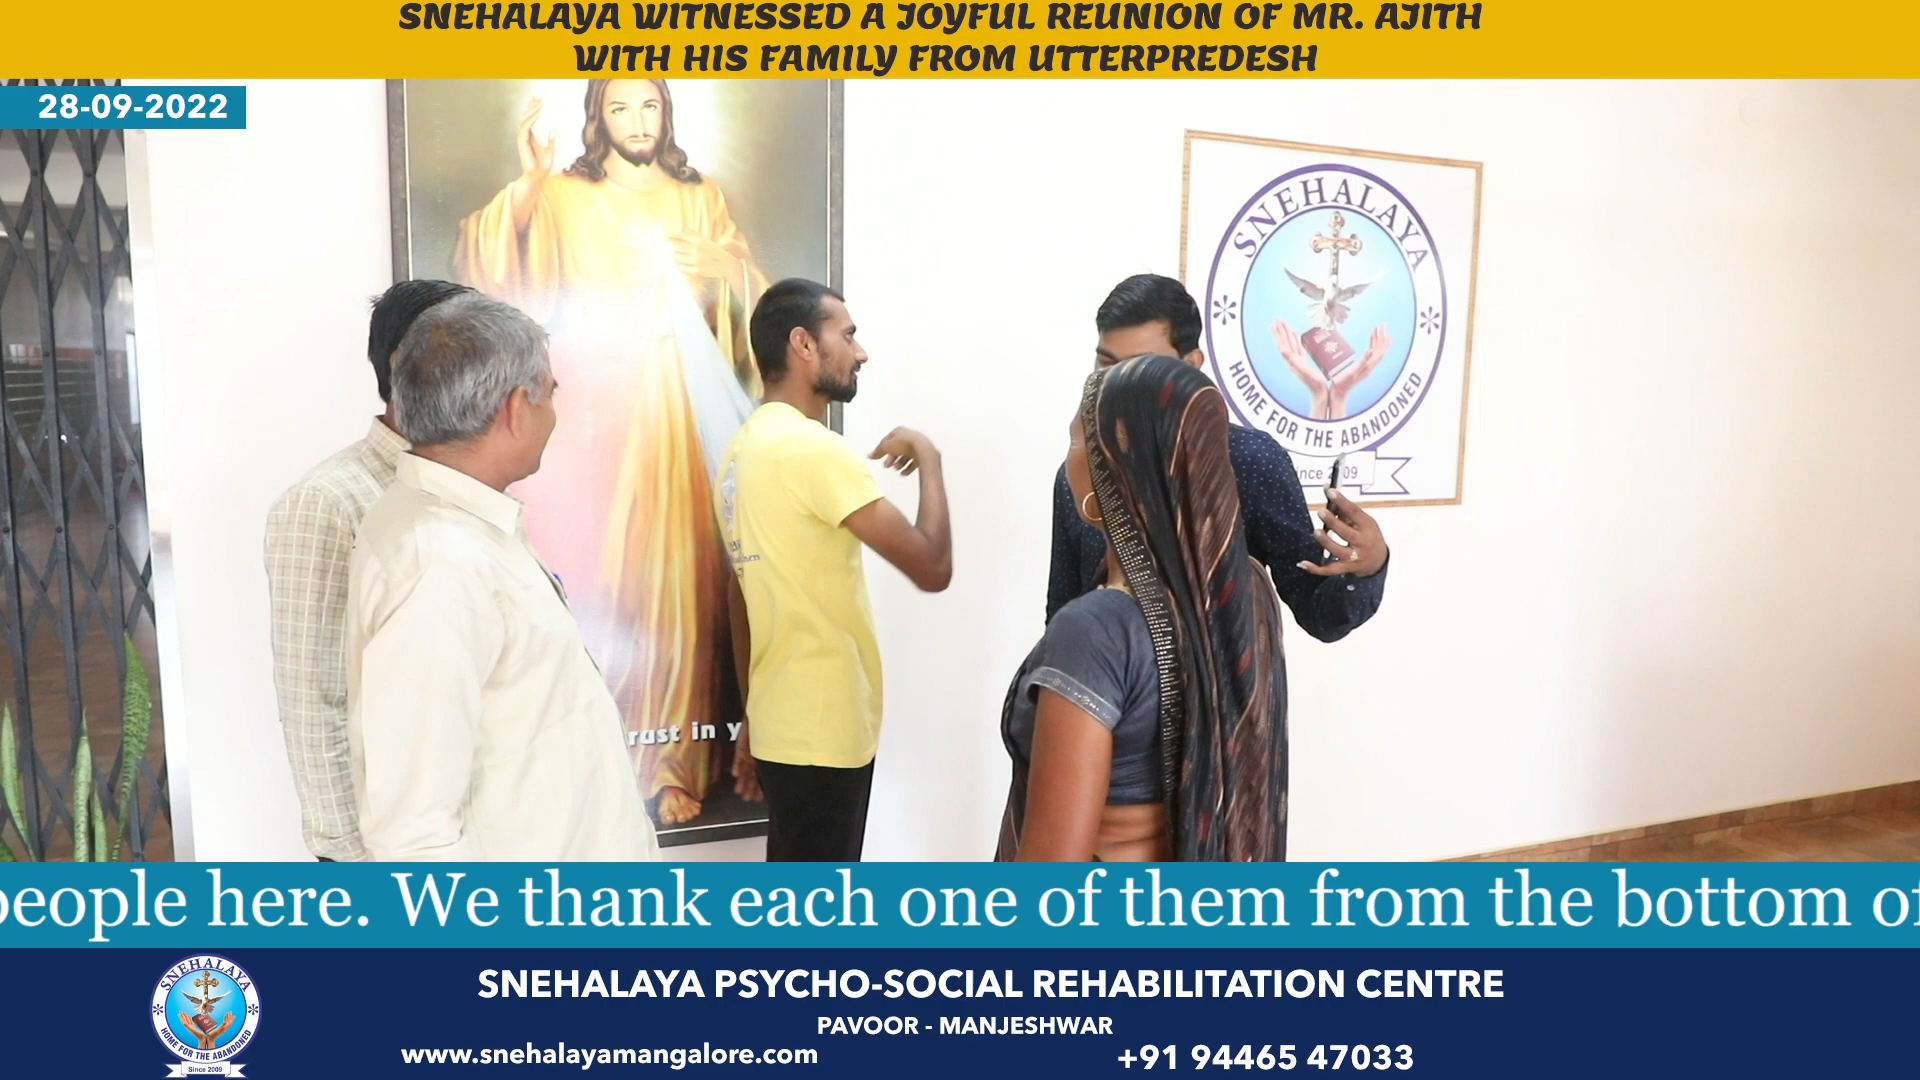 SNEHALAYA WITNESSED A JOYFUL REUNION OF MR. AJITH
WITH HIS FAMILY FROM UTTERPREDESH
28-09-2022
SNEHALAYA
HOME FOR THE ABANDONED
rust in y
people here. We thank each one of them from the bottom of
SNEHALAYA PSYCHO-SOCIAL REHABILITATION CENTRE
PAVOOR - MANJESHWAR
www.snehalayamangalore.com
+91 94465 47033
SNEHALAYA
HOME FOR THE ABANDONED
Since 2009